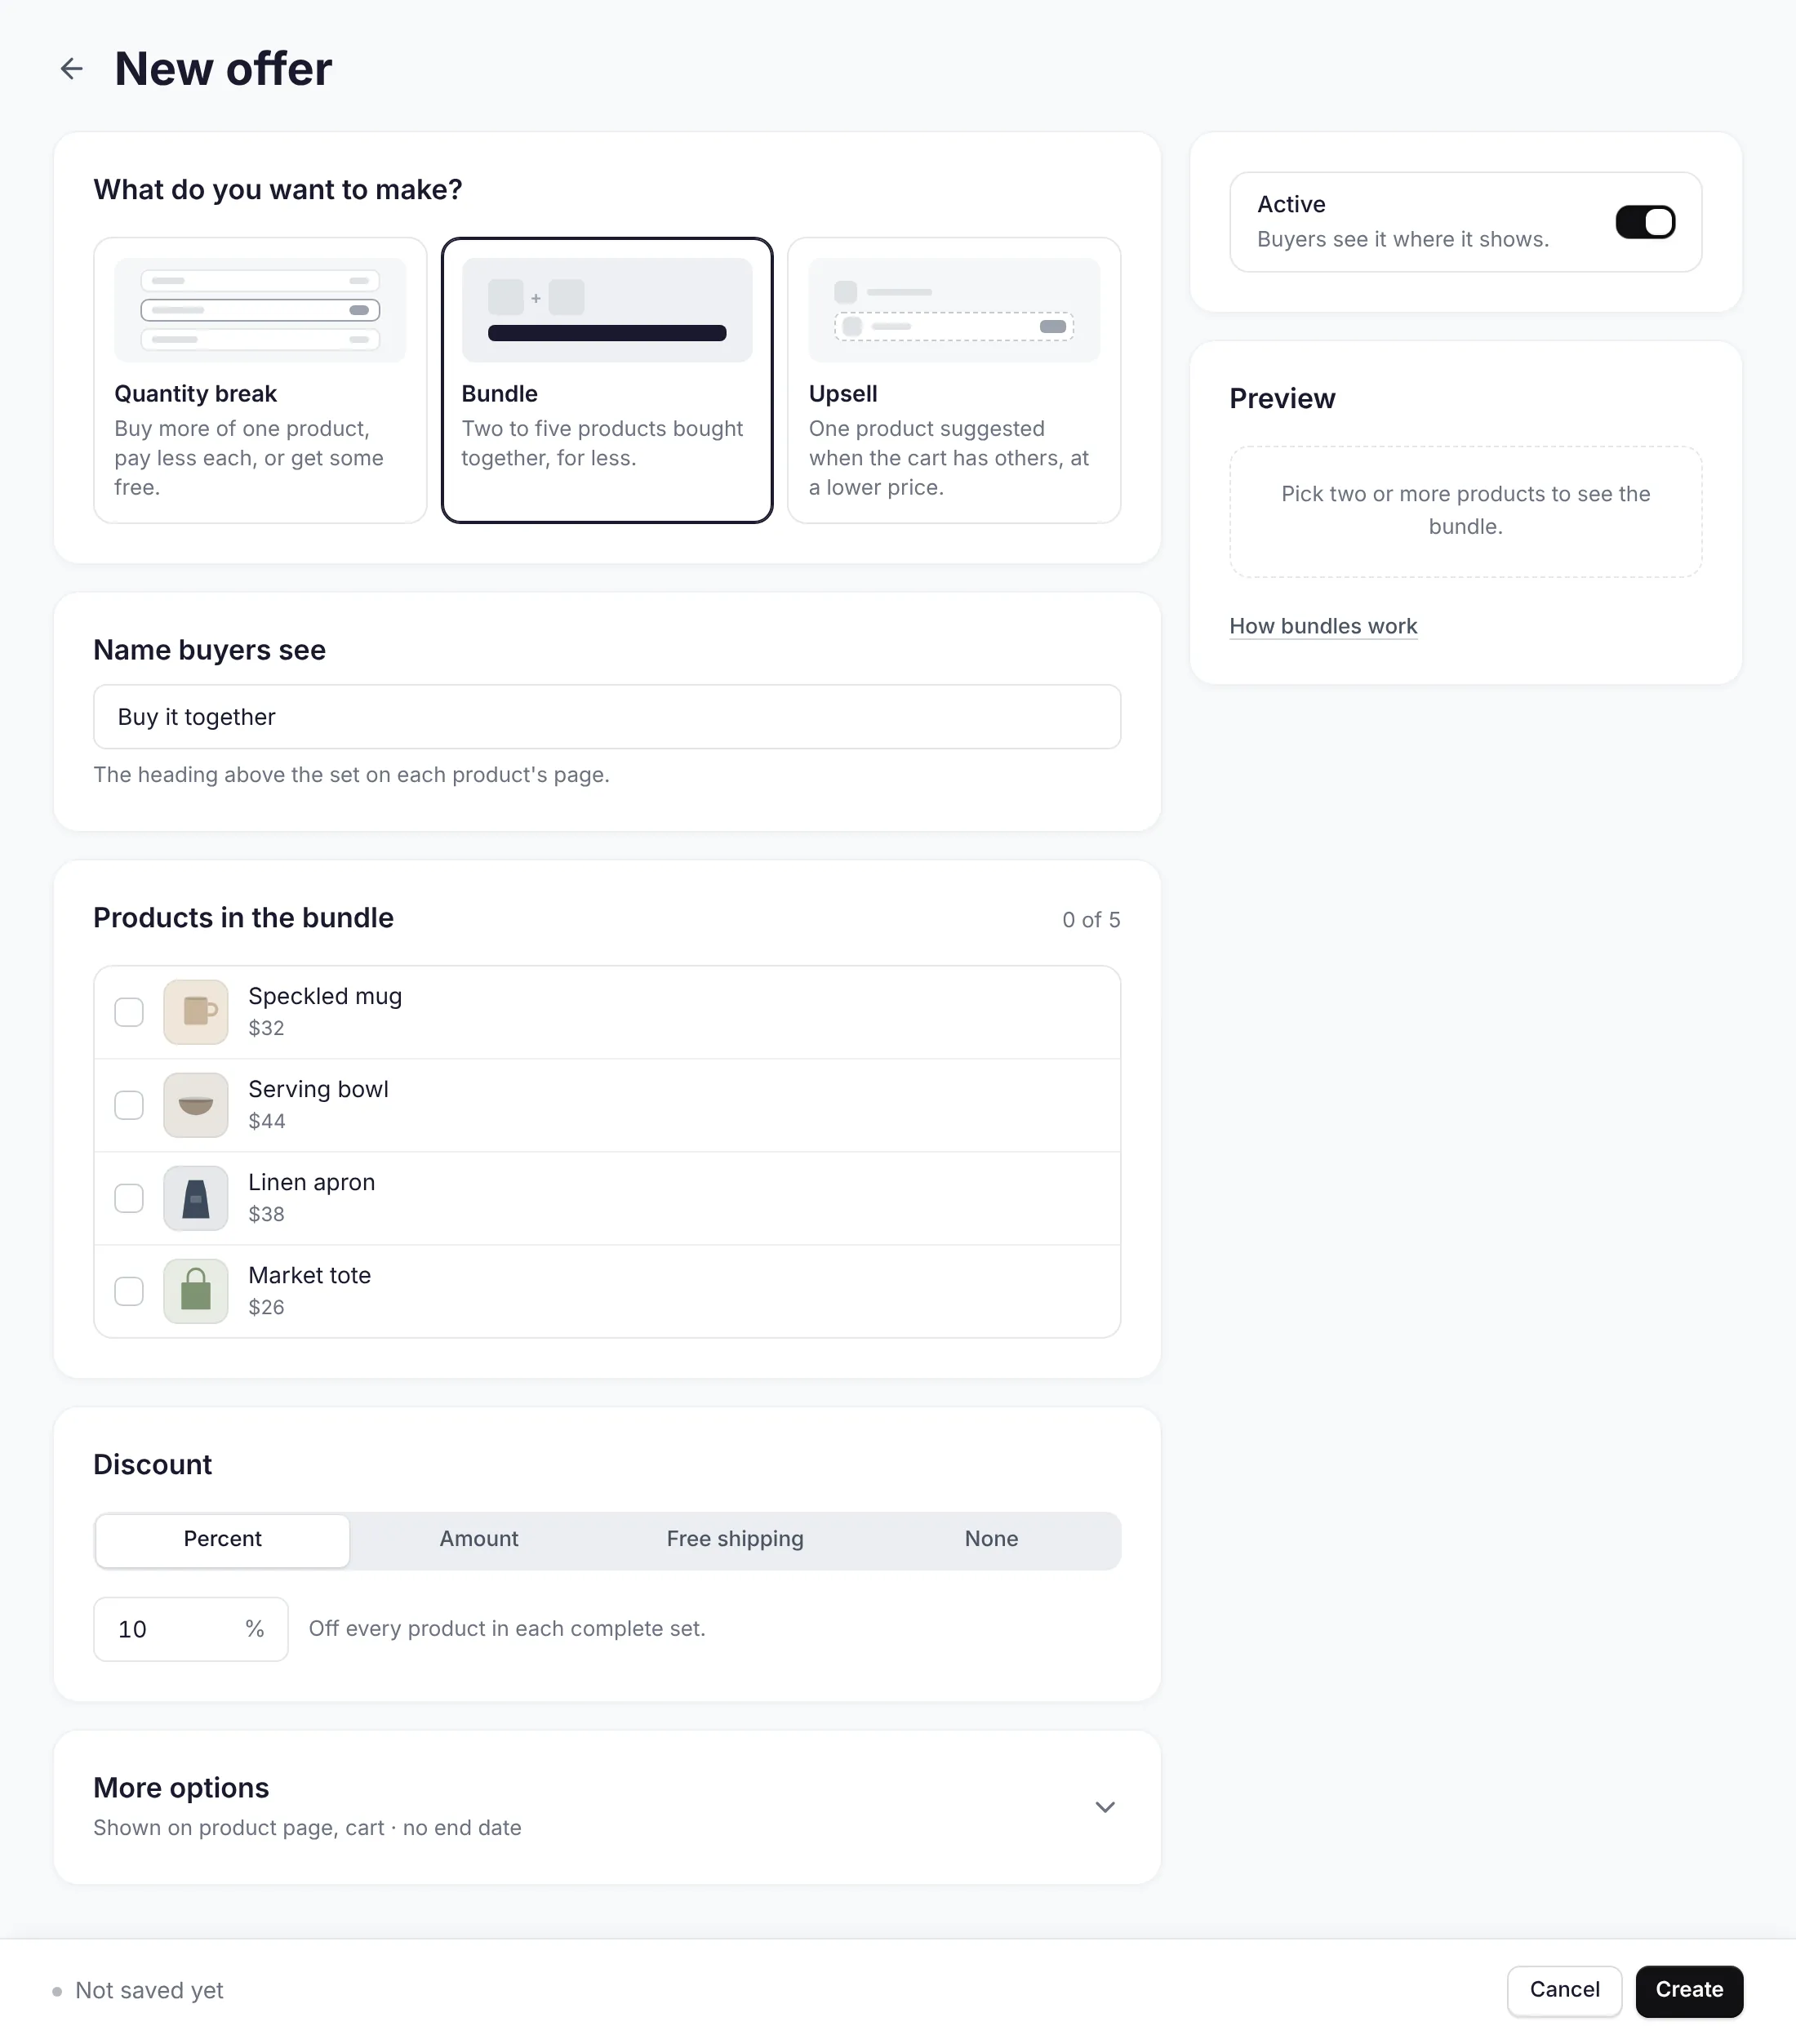 New offer
What do you want to make?
+
Quantity break
Buy more of one product,
pay less each, or get some
free.
Bundle
Two to five products bought
together, for less.
Upsell
One product suggested
when the cart has others, at
a lower price.
Name buyers see
Buy it together
The heading above the set on each product's page.
Products in the bundle
0 of 5
Speckled mug
$32
Serving bowl
$44
Linen apron
$38
Market tote
$26
Discount
Percent
Amount
Free shipping
None
10 %
Off every product in each complete set.
More options
Shown on product page, cart · no end date
Active
Buyers see it where it shows.
Preview
Pick two or more products to see the
bundle.
How bundles work
Not saved yet
Cancel
Create